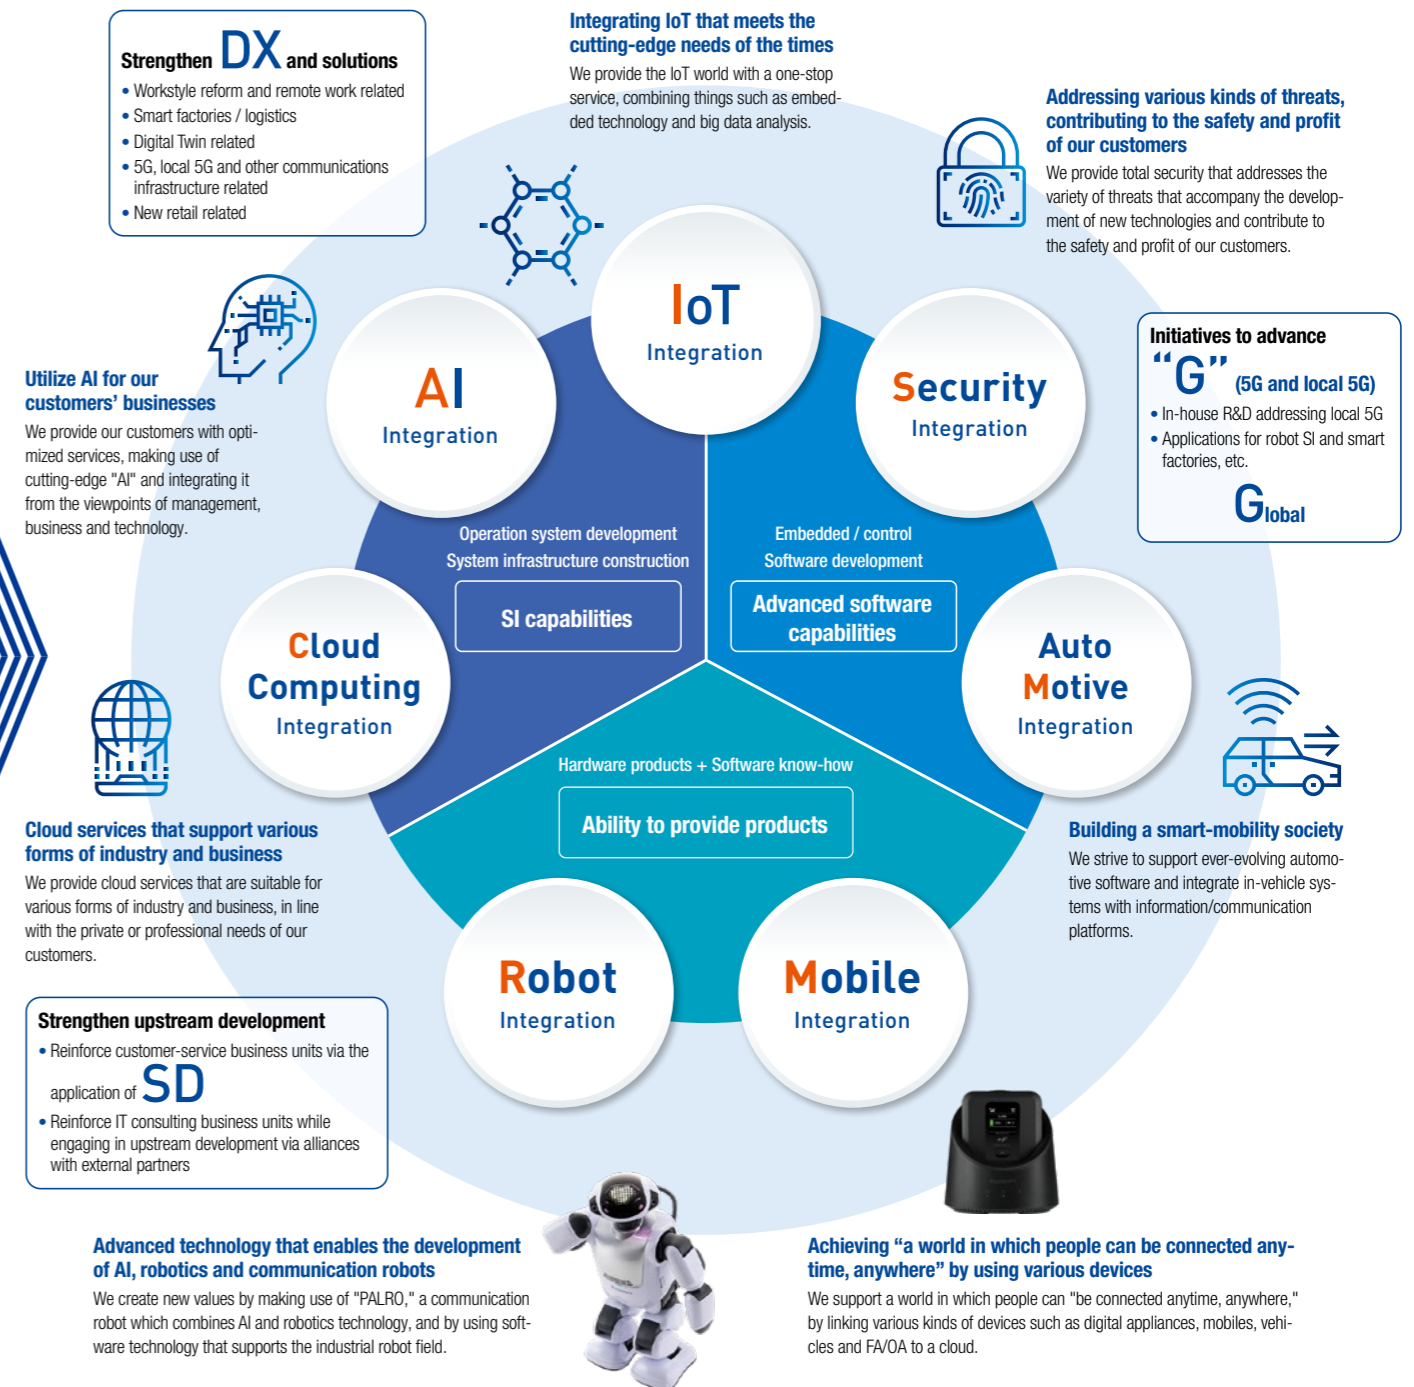 Strengthen DX and solutions
• Workstyle reform and remote work related
• Smart factories / logistics
• Digital Twin related
• 5G, local 5G and other communications
infrastructure related
• New retail related
Integrating IoT that meets the
cutting-edge needs of the times
We provide the IoT world with a one-stop
service, combining things such as embed-
ded technology and big data analysis.
Addressing various kinds of threats,
contributing to the safety and profit
of our customers
We provide total security that addresses the
variety of threats that accompany the develop-
ment of new technologies and contribute to
the safety and profit of our customers.
Initiatives to advance
“G” (5G and local 5G)
• In-house R&D addressing local 5G
• Applications for robot SI and smart
factories, etc.
Global
Utilize AI for our
customers’ businesses
We provide our customers with opti-
mized services, making use of
cutting-edge "AI" and integrating it
from the viewpoints of management,
business and technology.
IoT
Integration
AI
Integration
Security
Integration
Operation system development
System infrastructure construction
SI capabilities
Embedded / control
Software development
Advanced software
capabilities
Cloud
Computing
Integration
Auto
Motive
Integration
Hardware products + Software know-how
Ability to provide products
Robot
Integration
Mobile
Integration
Cloud services that support various
forms of industry and business
We provide cloud services that are suitable for
various forms of industry and business, in line
with the private or professional needs of our
customers.
Building a smart-mobility society
We strive to support ever-evolving automo-
tive software and integrate in-vehicle sys-
tems with information/communication
platforms.
Strengthen upstream development
• Reinforce customer-service business units via the
application of SD
• Reinforce IT consulting business units while
engaging in upstream development via alliances
with external partners
Advanced technology that enables the development
of AI, robotics and communication robots
We create new values by making use of "PALRO," a communication
robot which combines AI and robotics technology, and by using soft-
ware technology that supports the industrial robot field.
Achieving “a world in which people can be connected any-
time, anywhere” by using various devices
We support a world in which people can "be connected anytime, anywhere,"
by linking various kinds of devices such as digital appliances, mobiles, vehi-
cles and FA/OA to a cloud.